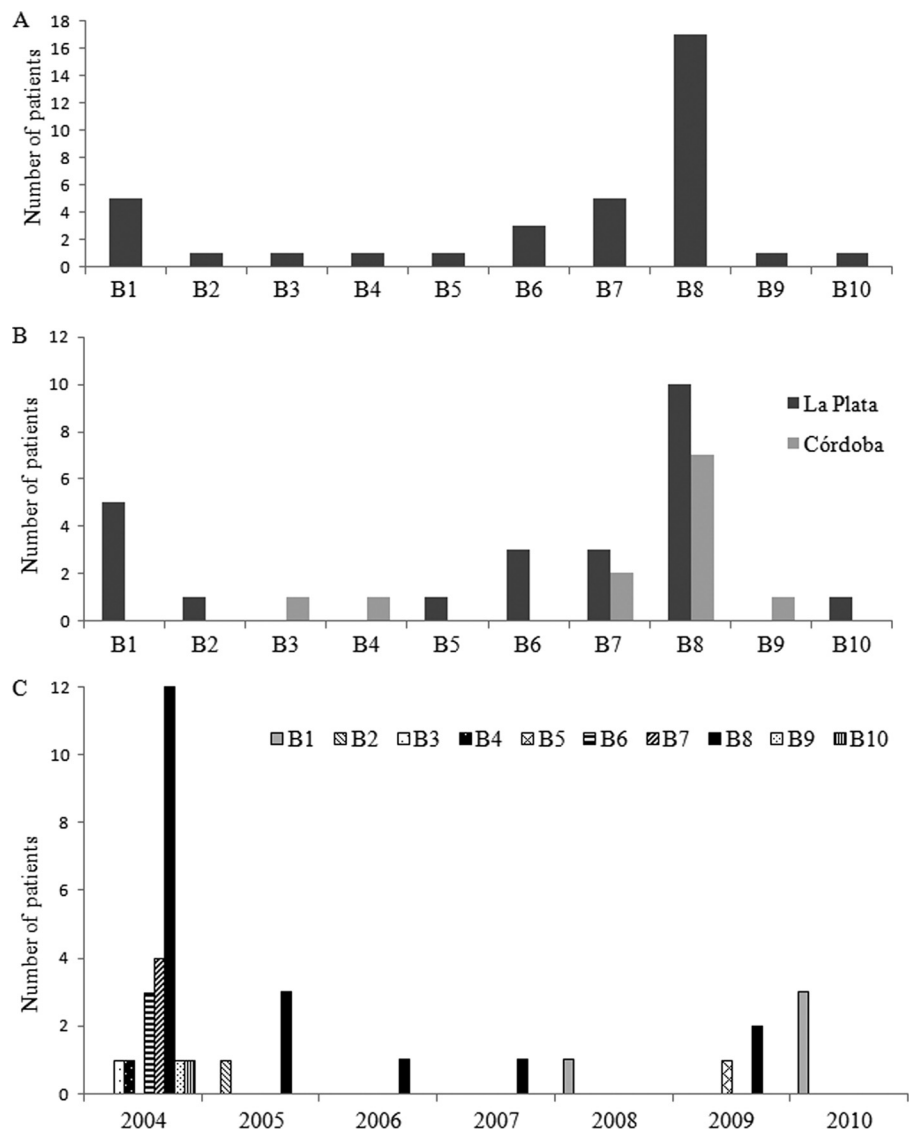 A
Number of patients
18
16
14
12
10
8
6
4
2
0
B1 B2 B3 B4 B5 B6 B7 B8 B9 B10
B
Number of patients
12
10
8
6
4
2
0
La Plata
Córdoba
B1 B2 B3 B4 B5 B6 B7 B8 B9 B10
C
Number of patients
12
10
8
6
4
2
0
B1 B2 B3 B4 B5 B6 B7 B8 B9 B10
2004 2005 2006 2007 2008 2009 2010